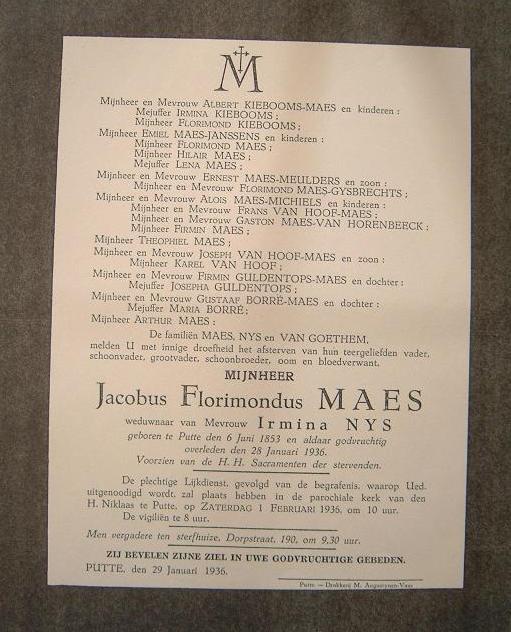 M
Mijnheer en Mevrouw ALBERT KIEBOOMS-MAES en kinderen :
Mejuffer IRMINA KIEBOOMS ;
Mijnheer FLORIMOND KIEBOOMS ;
Mijnheer en Mevrouw EMIEL MAES-JANSSENS en kinderen :
Mijnheer FLORIMOND MAES ;
Mijnheer HILAIR MAES ;
Mejuffer LENA MAES ;
Mijnheer en Mevrouw ERNEST MAES-MEULDERS en zoon :
Mijnheer en Mevrouw FLORIMOND MAES-GYSBRECHTS ;
Mijnheer en Mevrouw ALOIS MAES-MICHIELS en kinderen :
Mijnheer en Mevrouw FRANS VAN HOOF-MAES ;
Mijnheer en Mevrouw GASTON MAES-VAN HORENBEECK ;
Mijnheer FIRMIN MAES ;
Mijnheer THEOPHIEL MAES ;
Mijnheer en Mevrouw JOSEPH VAN HOOF-MAES en zoon :
Mijnheer KAREL VAN HOOF ;
Mijnheer en Mevrouw FIRMIN GULDENTOPS-MAES en dochter :
Mejuffer JOSEPHA GULDENTOPS ;
Mijnheer en Mevrouw GUSTAAF BORRÉ-MAES en dochter :
Mejuffer MARIA BORRÉ ;
Mijnheer ARTHUR MAES :
De familiën MAES, NYS en VAN GOETHEM,
melden U met innige droefheid het afsterven van hun teergeliefden vader,
schoonvader, grootvader, schoonbroeder, oom en bloedverwant.
MIJNHEER
Jacobus Florimondus MAES
weduwnaar van Mevrouw Irmina NYS
geboren te Putte den 6 Juni 1853 en aldaar godvruchtig
overleden den 28 Januari 1936.
Voorzien van de H. H. Sacramenten der stervenden.
De plechtige Lijkdienst, gevolgd van de begrafenis, waarop Ued.
uitgenoodigd wordt, zal plaats hebben in de parochiale kerk van den
H. Niklaas te Putte, op ZATERDAG 1 FEBRUARI 1936, om 10 uur.
De vigiliën te 8 uur.
Men vergadere ten sterfhuize, Dorpstraat, 190, om 9,30 uur.
ZIJ BEVELEN ZIJNE ZIEL IN UWE GODVRUCHTIGE GEBEDEN.
PUTTE, den 29 Januari 1936.
Putte. — Drukkerij M.